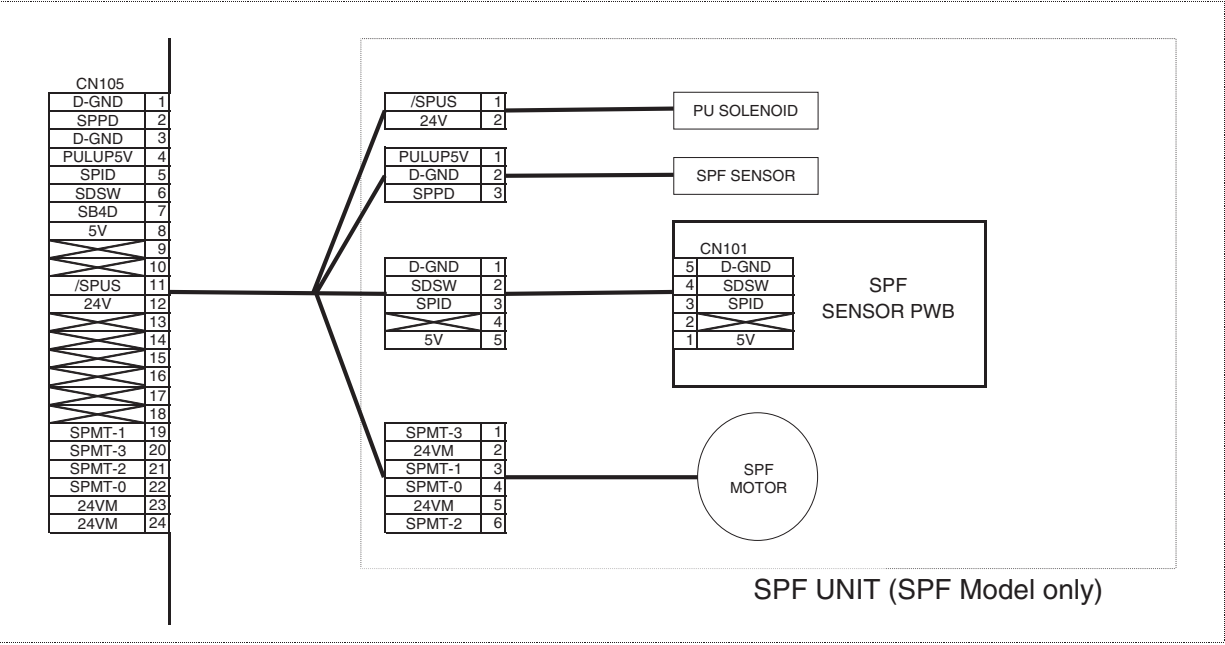 CN105
D-GND 1
SPPD 2
D-GND 3
PULUP5V 4
SPID 5
SDSW 6
SB4D 7
5V 8
9
10
/SPUS 11
24V 12
13
14
15
16
17
18
SPMT-1 19
SPMT-3 20
SPMT-2 21
SPMT-0 22
24VM 23
24VM 24
/SPUS 1
24V 2
PU SOLENOID
PULUP5V 1
D-GND 2
SPPD 3
SPF SENSOR
D-GND 1
SDSW 2
SPID 3
4
5V 5
CN101
5 D-GND
4 SDSW
3 SPID
2
1 5V
SPF
SENSOR PWB
SPMT-3 1
24VM 2
SPMT-1 3
SPMT-0 4
24VM 5
SPMT-2 6
SPF
MOTOR
SPF UNIT (SPF Model only)